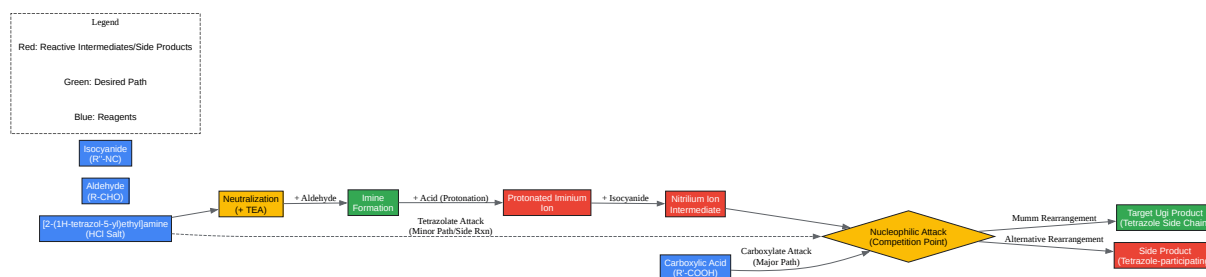 Legend
Red: Reactive Intermediates/Side Products
Green: Desired Path
Blue: Reagents
Isocyanide
(R''-NC)
Aldehyde
(R-CHO)
[2-(1H-tetrazol-5-yl)ethyl]amine
(HCl Salt)
Neutralization
(+ TEA)
+ Aldehyde
Imine
Formation
+ Acid (Protonation)
Protonated Iminium
Ion
+ Isocyanide
Nitrilium Ion
Intermediate
Tetrazolate Attack
(Minor Path/Side Rxn)
Carboxylic Acid
(R'-COOH)
Carboxylate Attack
(Major Path)
Nucleophilic Attack
(Competition Point)
Mumm Rearrangement
Alternative Rearrangement
Target Ugi Product
(Tetrazole Side Chain
Side Product
(Tetrazole-participating